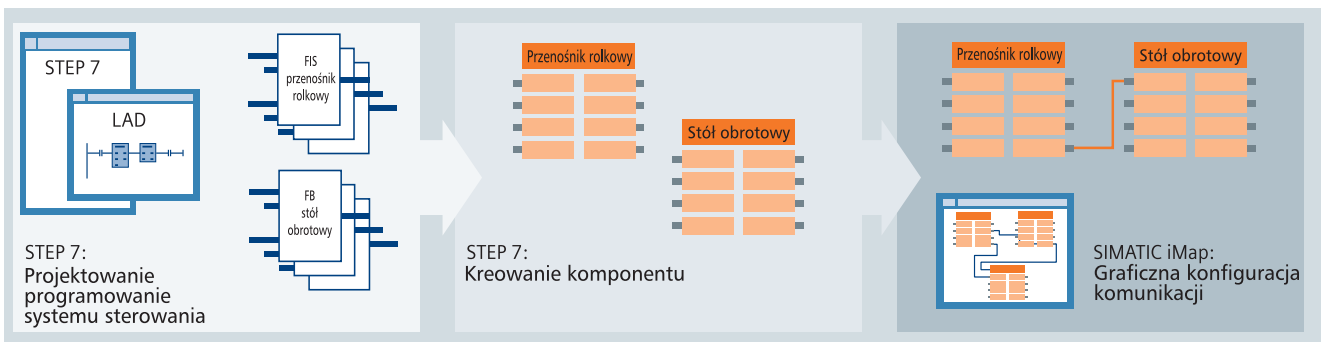 STEP 7
LAD
FIS
przenośnik
rolkowy
FB
stół
obrotowy
STEP 7:
Projektowanie
programowanie
systemu sterowania
Przenośnik rolkowy
Stół obrotowy
STEP 7:
Kreowanie komponentu
Przenośnik rolkowy
Stół obrotowy
SIMATIC iMap:
Graficzna konfiguracja
komunikacji